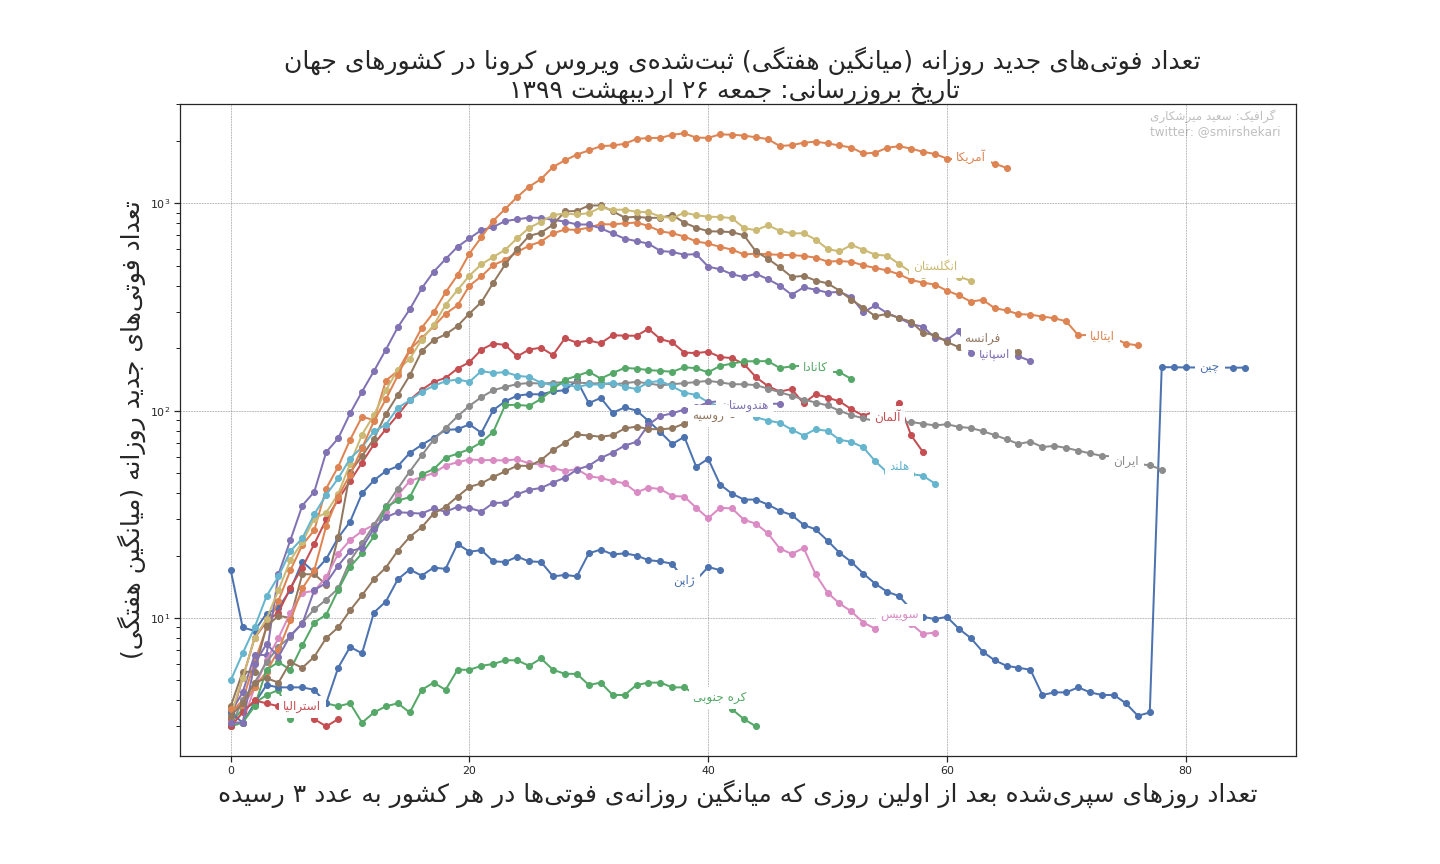 تعداد فوتی‌های جدید روزانه (میانگین هفتگی) ثبت‌شده‌ی ویروس کرونا در کشورهای جهان
تاریخ بروزرسانی: جمعه ۲۶ اردیبهشت ۱۳۹۹
گرافیک: سعید میرشکاری
twitter: @smirshekari
تعداد فوتی‌های جدید روزانه (میانگین هفتگی)
10³
10²
10¹
آمریکا
انگلستان
ایتالیا
فرانسه
اسپانیا
چین
کانادا
هندوستان
روسیه
آلمان
ایران
هلند
ژاپن
سوییس
کره جنوبی
استرالیا
0 20 40 60 80
تعداد روزهای سپری‌شده بعد از اولین روزی که میانگین روزانه‌ی فوتی‌ها در هر کشور به عدد ۳ رسیده